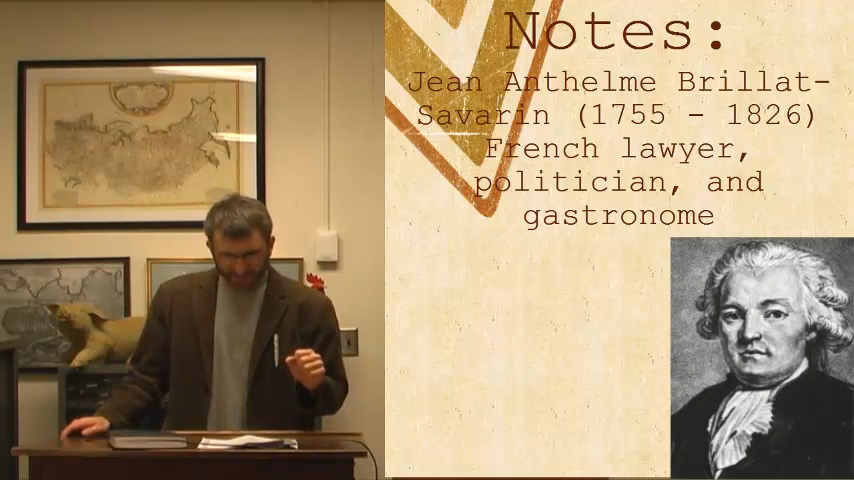 Notes:
Jean Anthelme Brillat-
Savarin (1755 - 1826)
French lawyer,
politician, and
gastronome